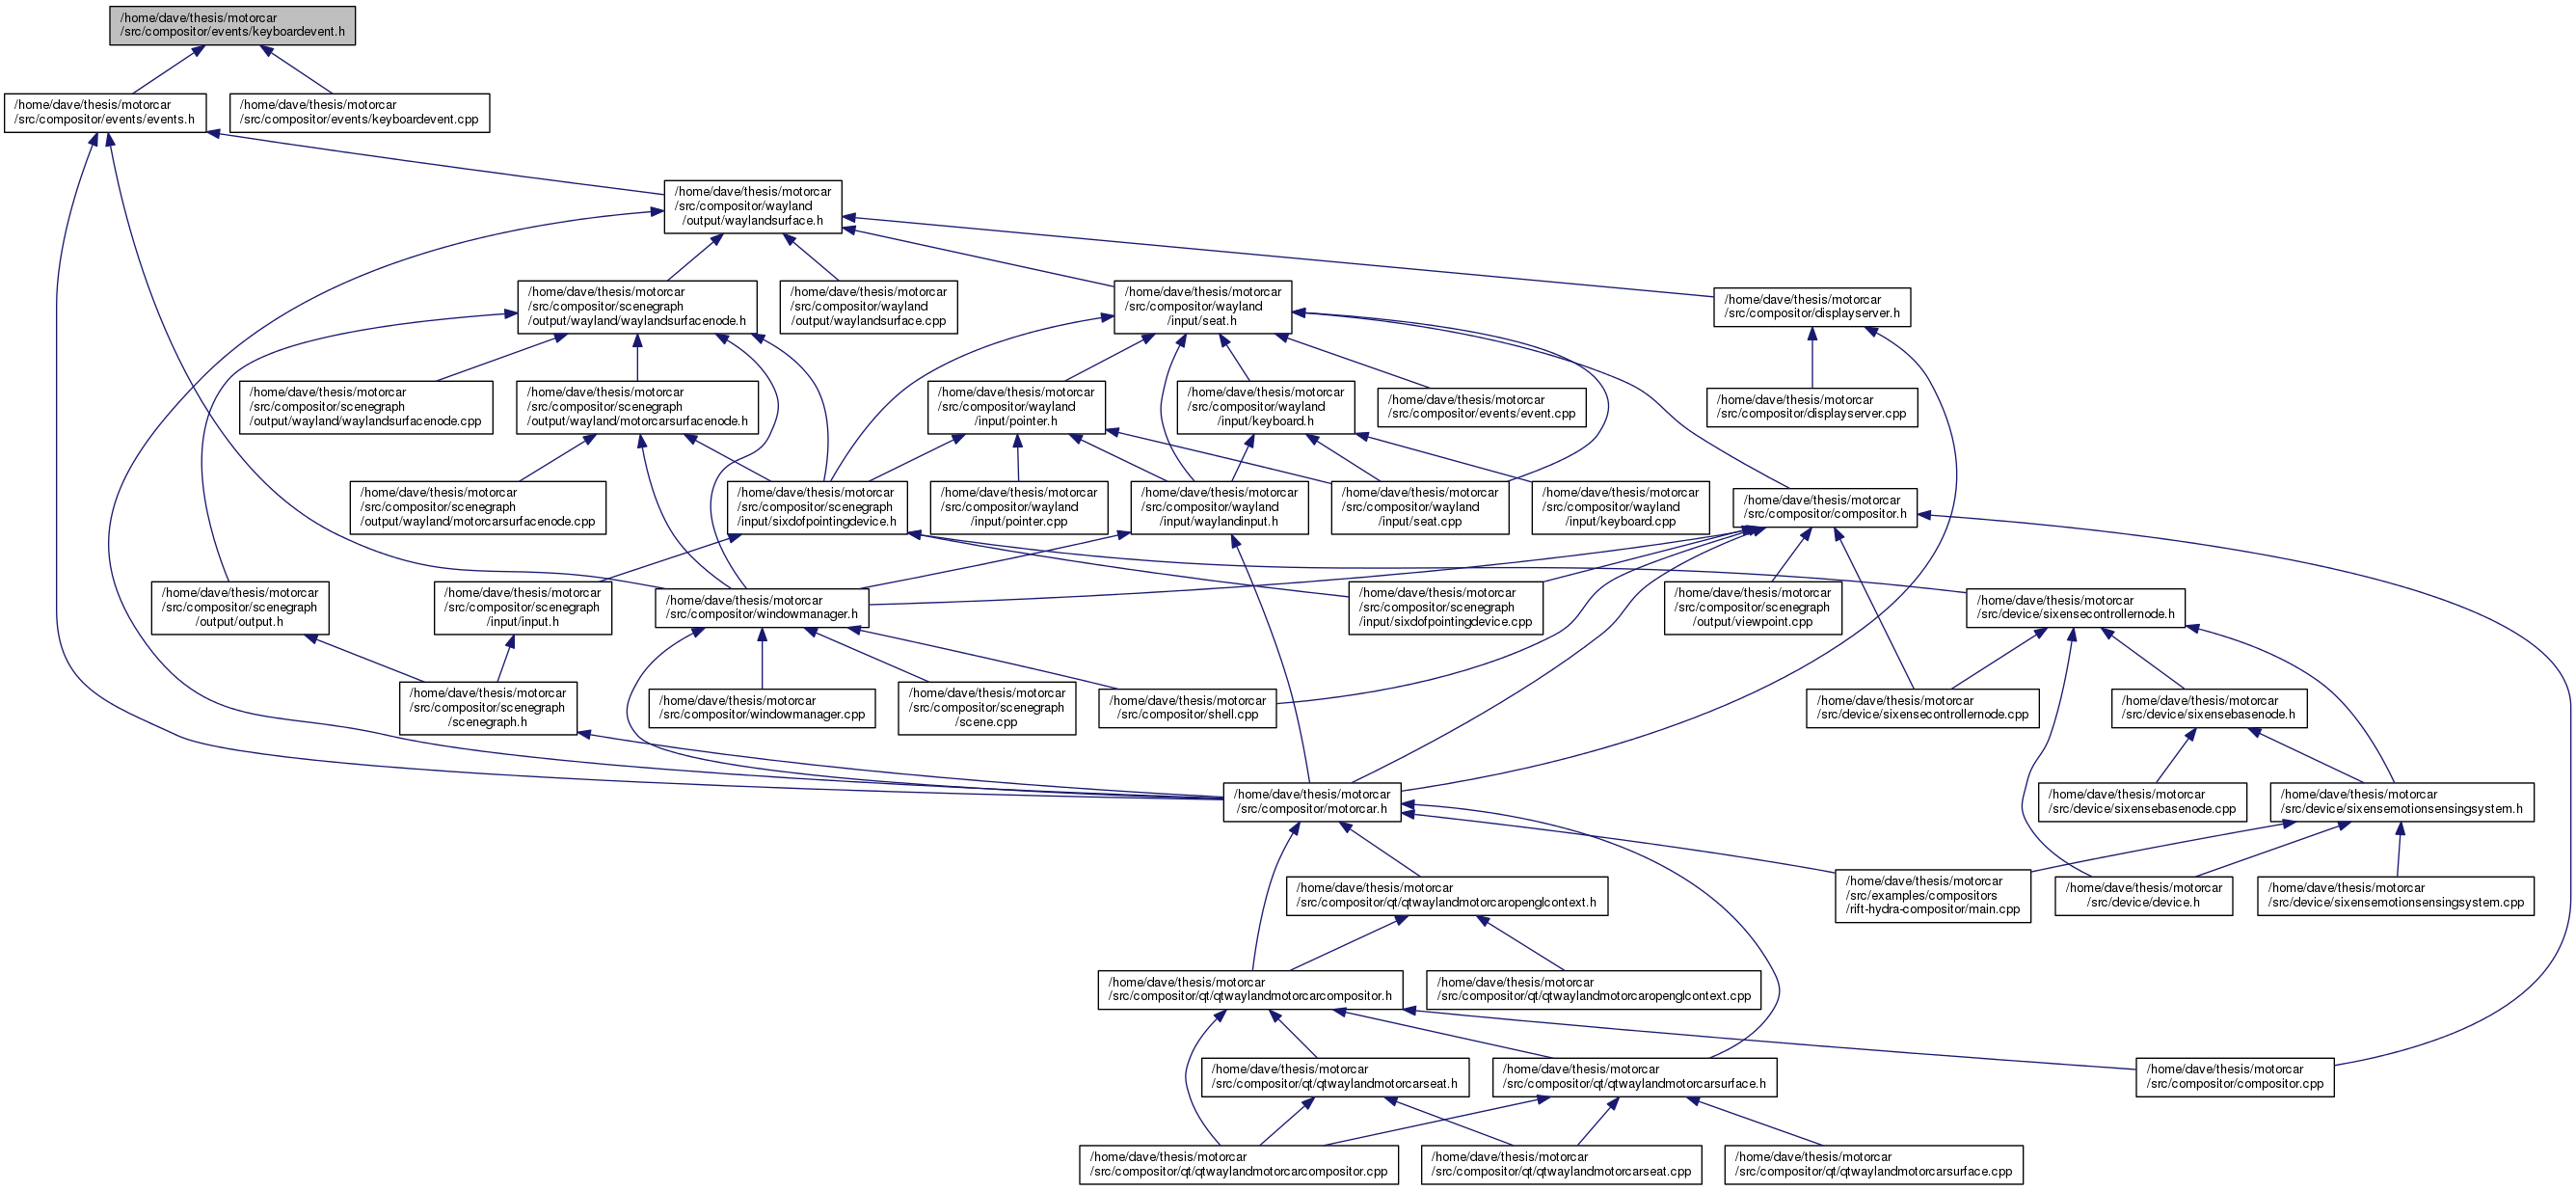 /home/dave/thesis/motorcar
/src/compositor/events/keyboardevent.h
/home/dave/thesis/motorcar
/src/compositor/events/events.h
/home/dave/thesis/motorcar
/src/compositor/events/keyboardevent.cpp
/home/dave/thesis/motorcar
/src/compositor/wayland
/output/waylandsurface.h
/home/dave/thesis/motorcar
/src/compositor/scenegraph
/output/wayland/waylandsurfacenode.h
/home/dave/thesis/motorcar
/src/compositor/wayland
/output/waylandsurface.cpp
/home/dave/thesis/motorcar
/src/compositor/wayland
/input/seat.h
/home/dave/thesis/motorcar
/src/compositor/displayserver.h
/home/dave/thesis/motorcar
/src/compositor/scenegraph
/output/wayland/waylandsurfacenode.cpp
/home/dave/thesis/motorcar
/src/compositor/scenegraph
/output/wayland/motorcarsurfacenode.h
/home/dave/thesis/motorcar
/src/compositor/wayland
/input/pointer.h
/home/dave/thesis/motorcar
/src/compositor/wayland
/input/keyboard.h
/home/dave/thesis/motorcar
/src/compositor/events/event.cpp
/home/dave/thesis/motorcar
/src/compositor/displayserver.cpp
/home/dave/thesis/motorcar
/src/compositor/scenegraph
/output/wayland/motorcarsurfacenode.cpp
/home/dave/thesis/motorcar
/src/compositor/scenegraph
/input/sixdofpointingdevice.h
/home/dave/thesis/motorcar
/src/compositor/wayland
/input/pointer.cpp
/home/dave/thesis/motorcar
/src/compositor/wayland
/input/waylandinput.h
/home/dave/thesis/motorcar
/src/compositor/wayland
/input/seat.cpp
/home/dave/thesis/motorcar
/src/compositor/wayland
/input/keyboard.cpp
/home/dave/thesis/motorcar
/src/compositor/compositor.h
/home/dave/thesis/motorcar
/src/compositor/scenegraph
/output/output.h
/home/dave/thesis/motorcar
/src/compositor/scenegraph
/input/input.h
/home/dave/thesis/motorcar
/src/compositor/windowmanager.h
/home/dave/thesis/motorcar
/src/compositor/scenegraph
/input/sixdofpointingdevice.cpp
/home/dave/thesis/motorcar
/src/compositor/scenegraph
/output/viewpoint.cpp
/home/dave/thesis/motorcar
/src/device/sixensecontrollernode.h
/home/dave/thesis/motorcar
/src/compositor/scenegraph
/scenegraph.h
/home/dave/thesis/motorcar
/src/compositor/windowmanager.cpp
/home/dave/thesis/motorcar
/src/compositor/scenegraph
/scene.cpp
/home/dave/thesis/motorcar
/src/compositor/shell.cpp
/home/dave/thesis/motorcar
/src/device/sixensecontrollernode.cpp
/home/dave/thesis/motorcar
/src/device/sixensebasenode.h
/home/dave/thesis/motorcar
/src/compositor/motorcar.h
/home/dave/thesis/motorcar
/src/device/sixensebasenode.cpp
/home/dave/thesis/motorcar
/src/device/sixensemotionsensingsystem.h
/home/dave/thesis/motorcar
/src/compositor/qt/qtwaylandmotorcaropenglcontext.h
/home/dave/thesis/motorcar
/src/examples/compositors
/rift-hydra-compositor/main.cpp
/home/dave/thesis/motorcar
/src/device/device.h
/home/dave/thesis/motorcar
/src/device/sixensemotionsensingsystem.cpp
/home/dave/thesis/motorcar
/src/compositor/qt/qtwaylandmotorcarcompositor.h
/home/dave/thesis/motorcar
/src/compositor/qt/qtwaylandmotorcaropenglcontext.cpp
/home/dave/thesis/motorcar
/src/compositor/qt/qtwaylandmotorcarseat.h
/home/dave/thesis/motorcar
/src/compositor/qt/qtwaylandmotorcarsurface.h
/home/dave/thesis/motorcar
/src/compositor/compositor.cpp
/home/dave/thesis/motorcar
/src/compositor/qt/qtwaylandmotorcarcompositor.cpp
/home/dave/thesis/motorcar
/src/compositor/qt/qtwaylandmotorcarseat.cpp
/home/dave/thesis/motorcar
/src/compositor/qt/qtwaylandmotorcarsurface.cpp